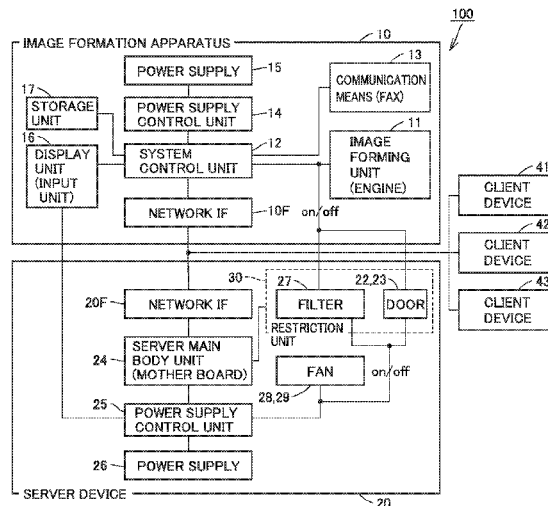 100
IMAGE FORMATION APPARATUS
10
POWER SUPPLY
15
13
COMMUNICATION
MEANS (FAX)
17
STORAGE
UNIT
POWER SUPPLY
CONTROL UNIT
14
16
DISPLAY
UNIT
(INPUT
UNIT)
SYSTEM
CONTROL UNIT
12
11
IMAGE
FORMING
UNIT
(ENGINE)
NETWORK IF
10F
on/off
41
CLIENT
DEVICE
42
CLIENT
DEVICE
43
CLIENT
DEVICE
30
27
22,23
20F
NETWORK IF
FILTER
DOOR
RESTRICTION
UNIT
24
SERVER MAIN
BODY UNIT
(MOTHER BOARD)
FAN
on/off
28,29
25
POWER SUPPLY
CONTROL UNIT
26
POWER SUPPLY
SERVER DEVICE
20